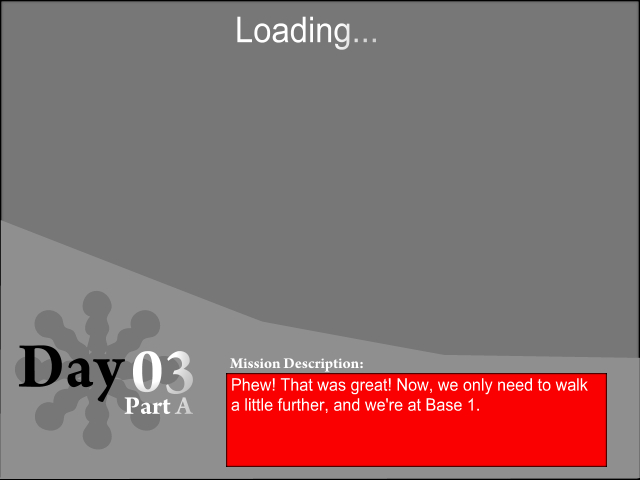 Loading...
Day 03
Part A
Mission Description:
Phew! That was great! Now, we only need to walk
a little further, and we're at Base 1.